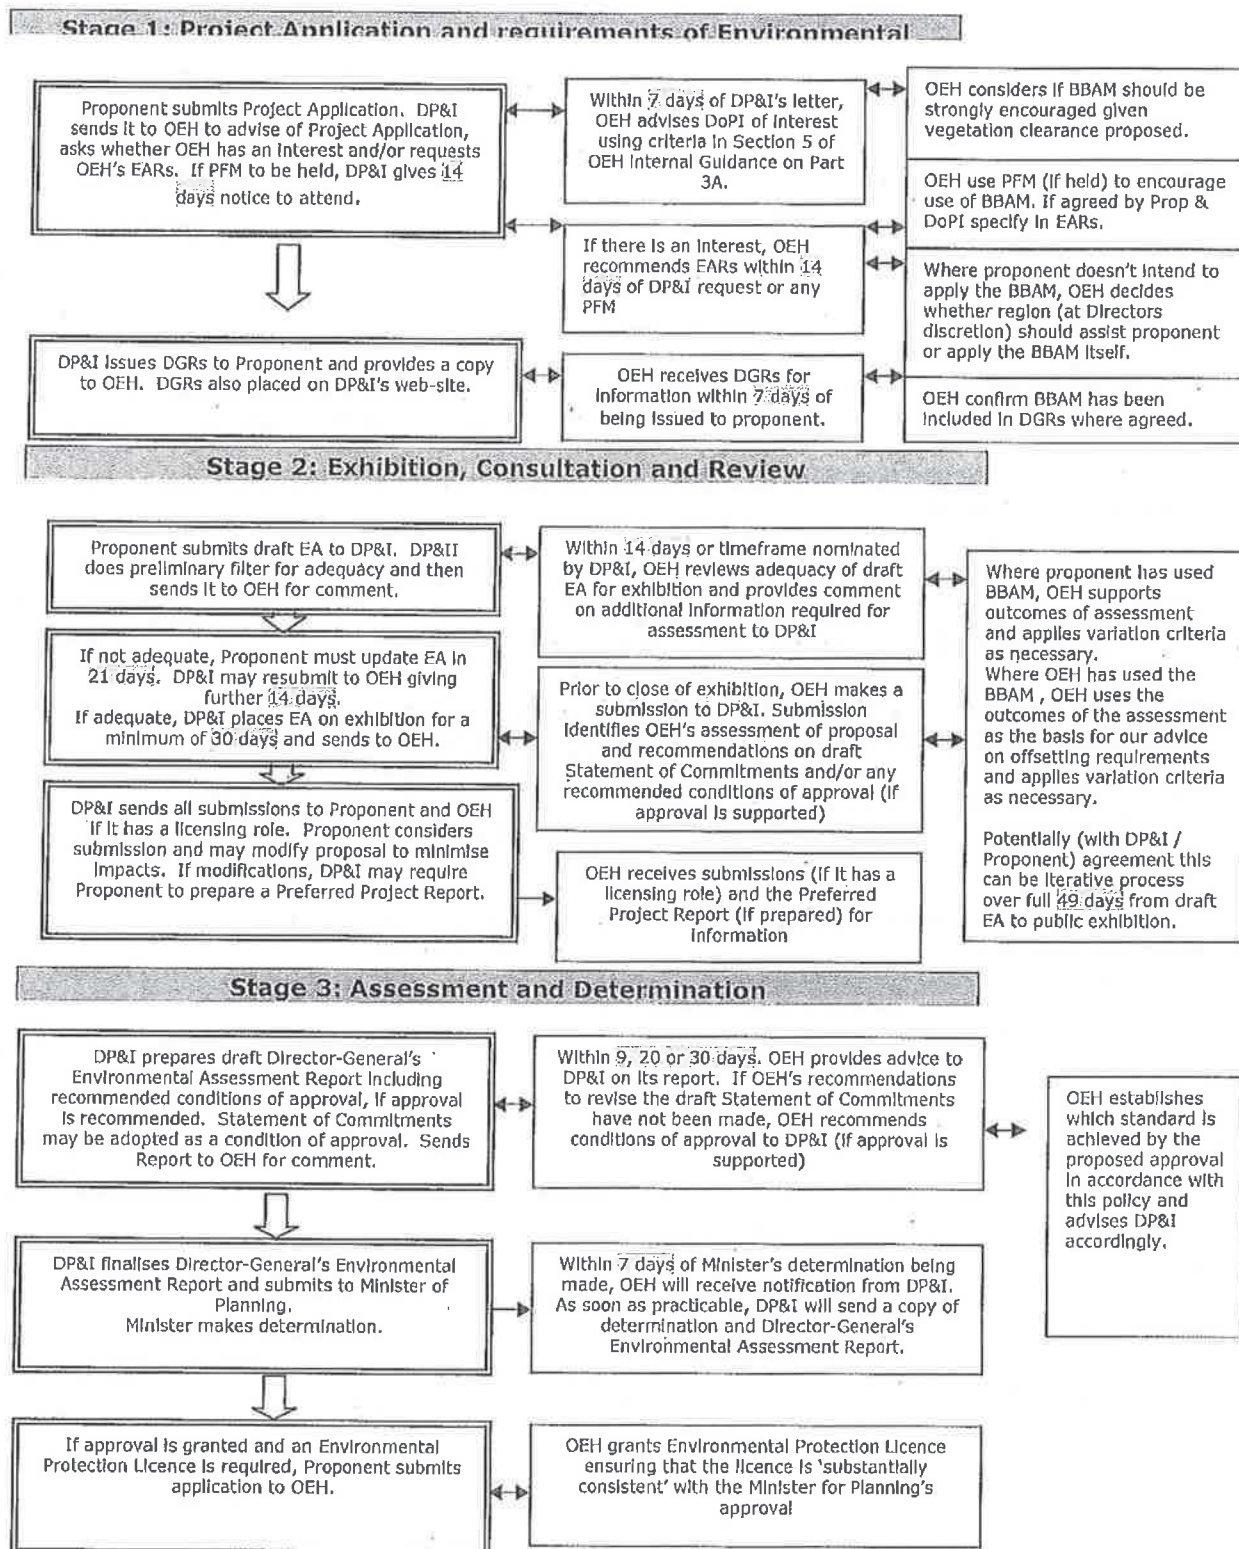 Stage 1: Project Application and requirements of Environmental
Proponent submits Project Application. DP&I
sends it to OEH to advise of Project Application,
asks whether OEH has an interest and/or requests
OEH's EARs. If PFM to be held, DP&I gives 14
days notice to attend.
Within 7 days of DP&I's letter,
OEH advises DoPI of interest
using criteria in Section 5 of
OEH Internal Guidance on Part
3A.
OEH considers if BBAM should be
strongly encouraged given
vegetation clearance proposed.
OEH use PFM (if held) to encourage
use of BBAM. If agreed by Prop &
DoPI specify in EARs.
If there is an interest, OEH
recommends EARs within 14
days of DP&I request or any
PFM
Where proponent doesn't intend to
apply the BBAM, OEH decides
whether region (at Directors
discretion) should assist proponent
or apply the BBAM itself.
DP&I issues DGRs to Proponent and provides a copy
to OEH. DGRs also placed on DP&I's web-site.
OEH receives DGRs for
information within 7 days of
being issued to proponent.
OEH confirm BBAM has been
included in DGRs where agreed.
Stage 2: Exhibition, Consultation and Review
Proponent submits draft EA to DP&I. DP&II
does preliminary filter for adequacy and then
sends it to OEH for comment.
Within 14 days or timeframe nominated
by DP&I, OEH reviews adequacy of draft
EA for exhibition and provides comment
on additional information required for
assessment to DP&I
Where proponent has used
BBAM, OEH supports
outcomes of assessment
and applies variation criteria
as necessary.
Where OEH has used the
BBAM , OEH uses the
outcomes of the assessment
as the basis for our advice
on offsetting requirements
and applies variation criteria
as necessary.
Potentially (with DP&I /
Proponent) agreement this
can be iterative process
over full 49 days from draft
EA to public exhibition.
If not adequate, Proponent must update EA in
21 days. DP&I may resubmit to OEH giving
further 14 days.
If adequate, DP&I places EA on exhibition for a
minimum of 30 days and sends to OEH.
Prior to close of exhibition, OEH makes a
submission to DP&I. Submission
identifies OEH's assessment of proposal
and recommendations on draft
Statement of Commitments and/or any
recommended conditions of approval (if
approval is supported)
DP&I sends all submissions to Proponent and OEH
if it has a licensing role. Proponent considers
submission and may modify proposal to minimise
impacts. If modifications, DP&I may require
Proponent to prepare a Preferred Project Report.
OEH receives submissions (if it has a
licensing role) and the Preferred
Project Report (if prepared) for
information
Stage 3: Assessment and Determination
DP&I prepares draft Director-General's
Environmental Assessment Report including
recommended conditions of approval, if approval
is recommended. Statement of Commitments
may be adopted as a condition of approval. Sends
Report to OEH for comment.
Within 9, 20 or 30 days. OEH provides advice to
DP&I on its report. If OEH's recommendations
to revise the draft Statement of Commitments
have not been made, OEH recommends
conditions of approval to DP&I (if approval is
supported)
OEH establishes
which standard is
achieved by the
proposed approval
in accordance with
this policy and
advises DP&I
accordingly.
DP&I finalises Director-General's Environmental
Assessment Report and submits to Minister of
Planning.
Minister makes determination.
Within 7 days of Minister's determination being
made, OEH will receive notification from DP&I.
As soon as practicable, DP&I will send a copy of
determination and Director-General's
Environmental Assessment Report.
If approval is granted and an Environmental
Protection Licence is required, Proponent submits
application to OEH.
OEH grants Environmental Protection Licence
ensuring that the licence is 'substantially
consistent' with the Minister for Planning's
approval